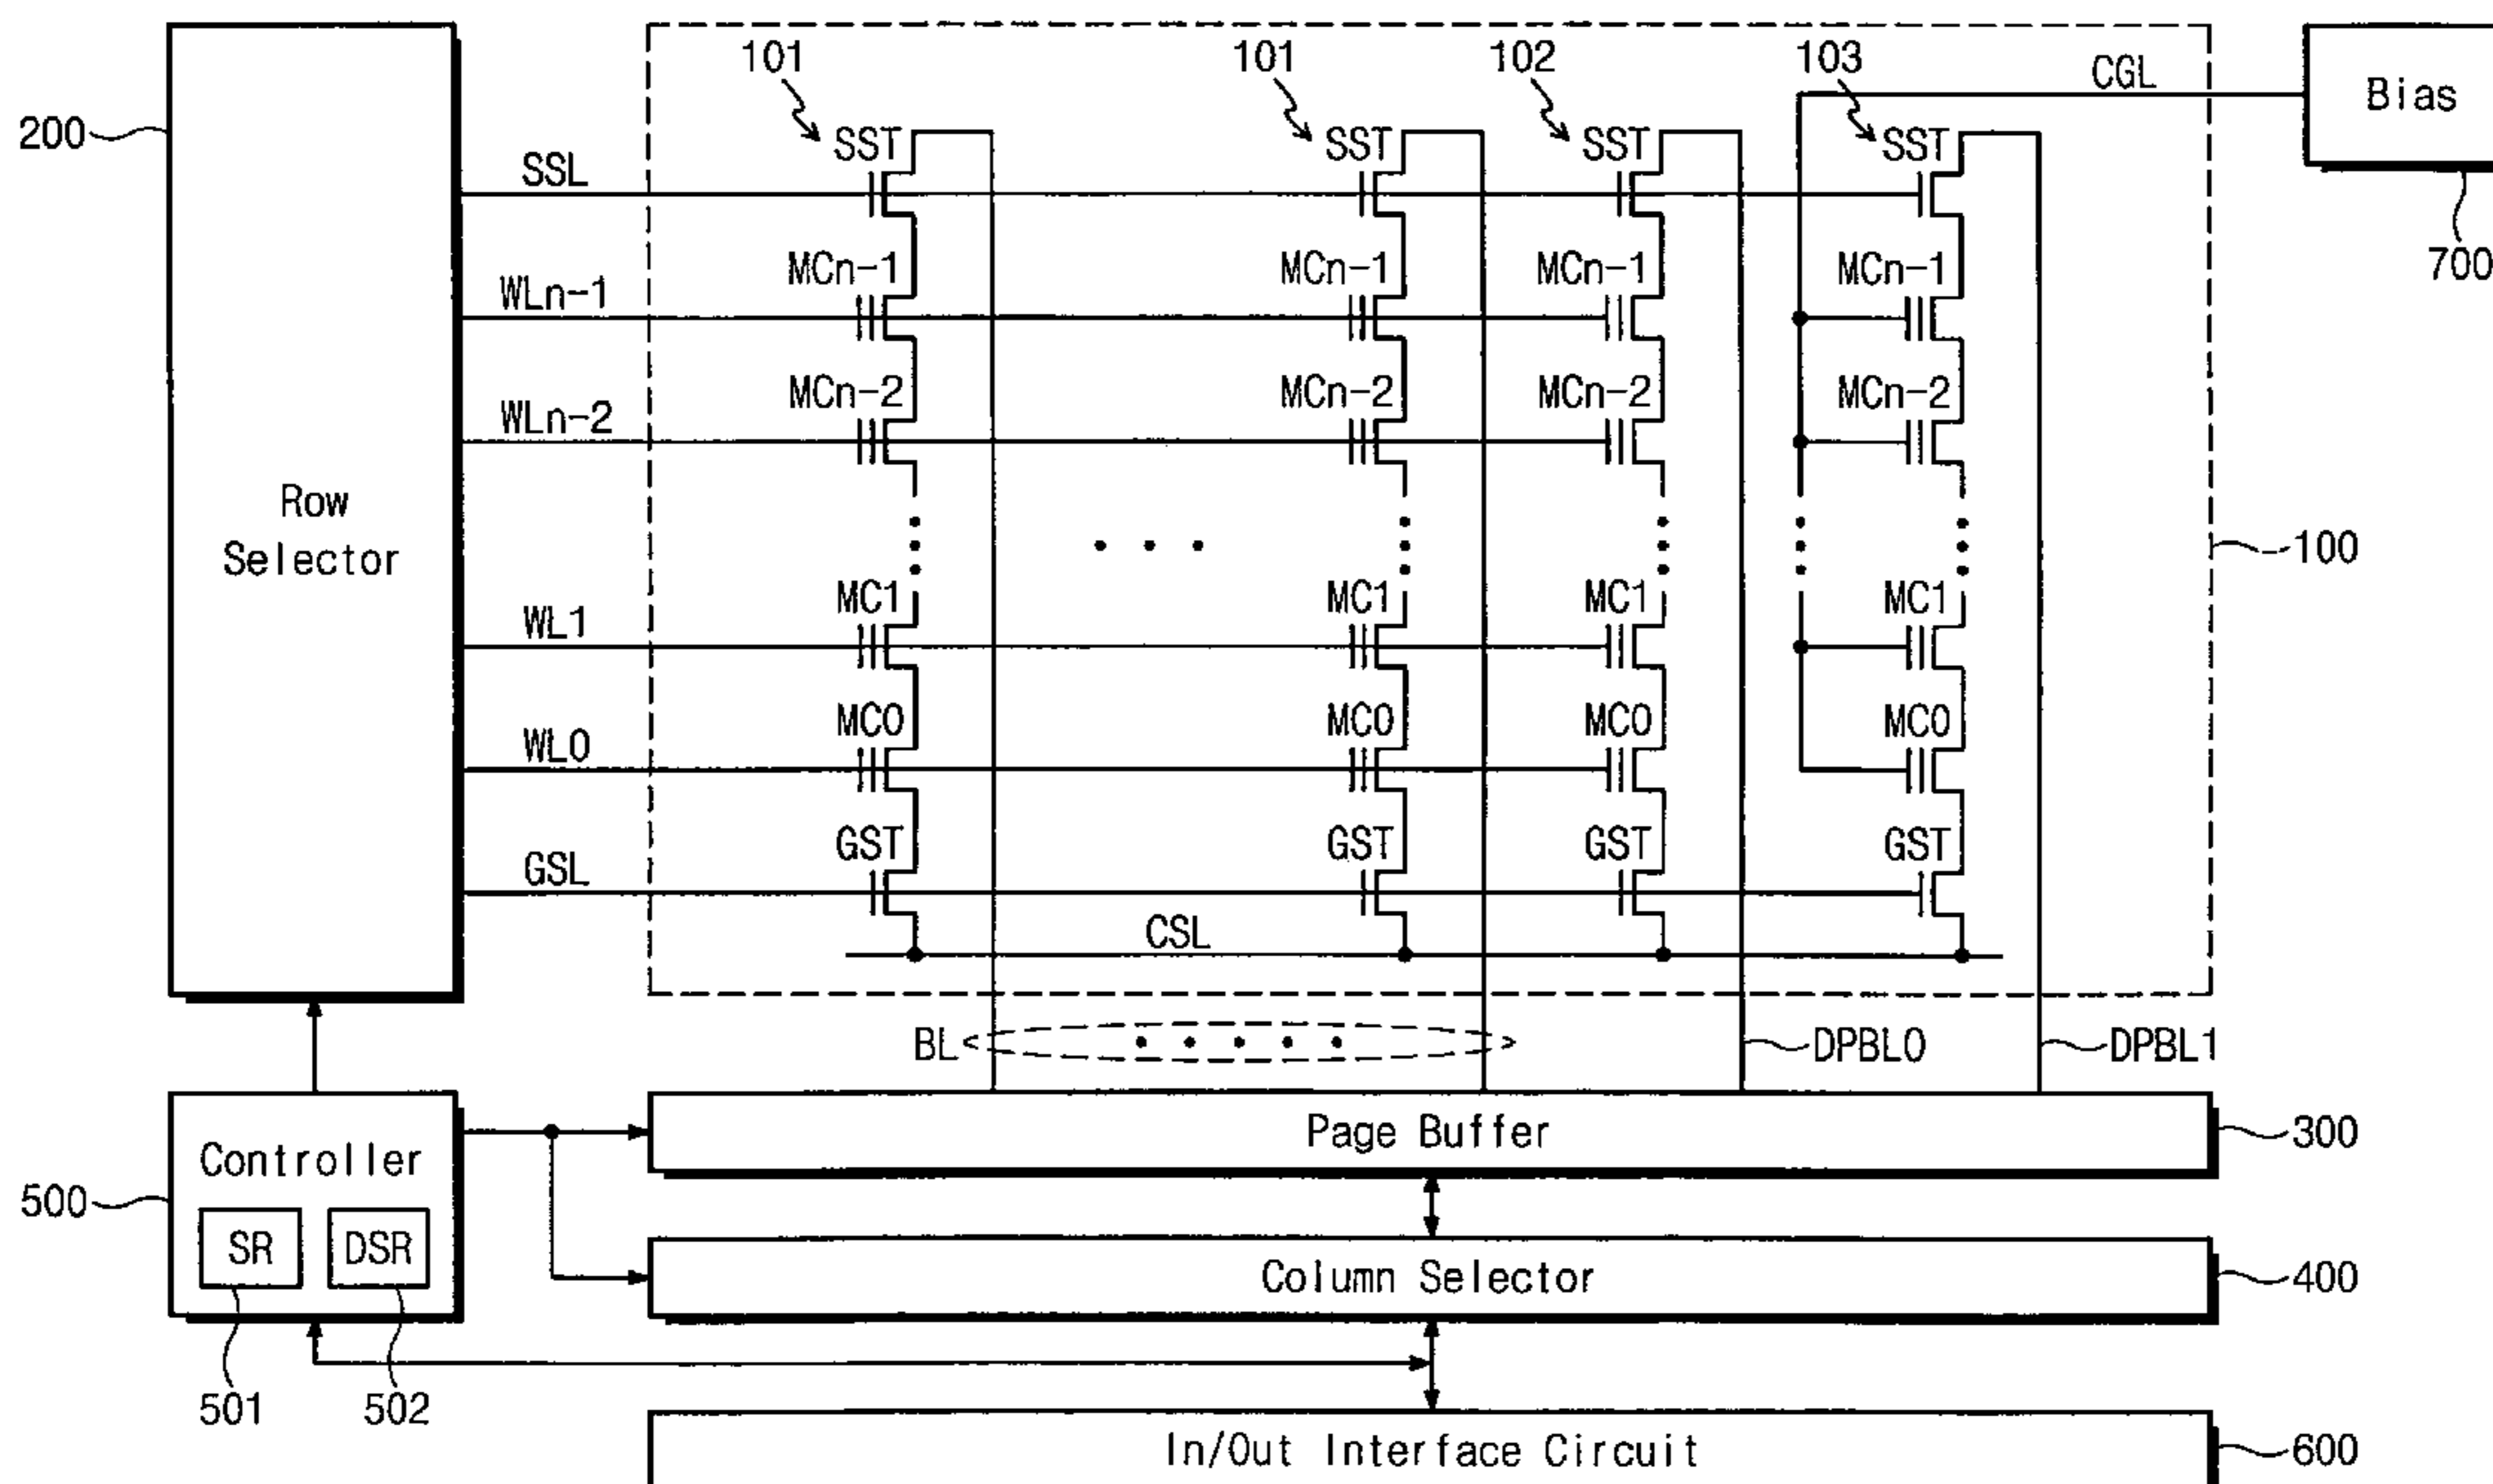 101
101
102
103
CGL
Bias
200
SST
SST
SST
SST
SSL
700
MCn-1
MCn-1
MCn-1
MCn-1
WLn-1
MCn-2
MCn-2
MCn-2
MCn-2
WLn-2
Row
Selector
100
MC1
MC1
MC1
MC1
WL1
MC0
MC0
MC0
MC0
WL0
GST
GST
GST
GST
GSL
CSL
BL
DPBL0
DPBL1
Page Buffer
300
Controller
500
SR
DSR
Column Selector
400
501
502
In/Out Interface Circuit
600